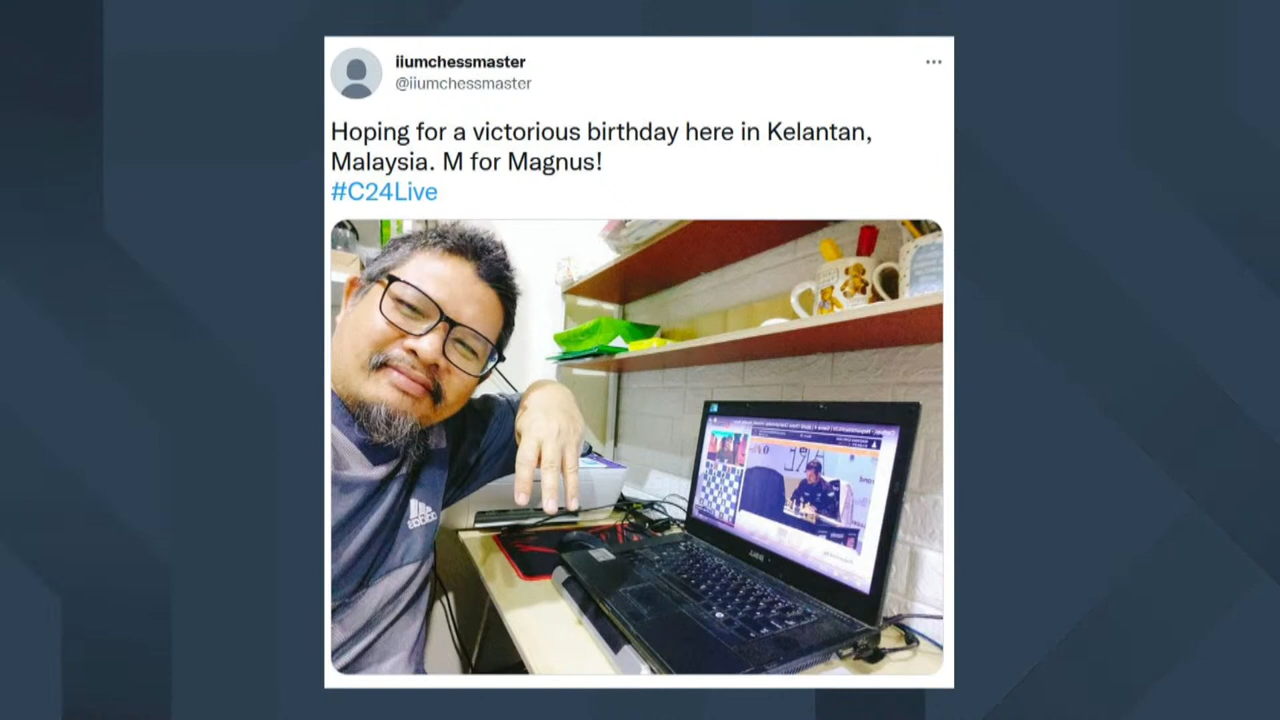 iiumchessmaster
@iiumchessmaster
Hoping for a victorious birthday here in Kelantan,
Malaysia. M for Magnus!
#C24Live
adidas